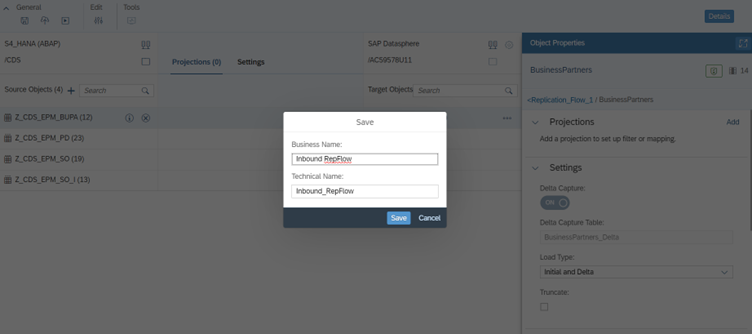 General
Edit
Tools
Details
S4_HANA (ABAP)
/CDS
Projections (0)
Settings
SAP Datasphere
/AC59578U11
Source Objects (4)
Search
Target Objects
Search
Z_CDS_EPM_BUPA (12)
Z_CDS_EPM_PD (23)
Z_CDS_EPM_SO (19)
Z_CDS_EPM_SO_I (13)
Save
Business Name:
Inbound RepFlow
Technical Name:
Inbound_RepFlow
Save
Cancel
Object Properties
BusinessPartners
14
<Replication_Flow_1 / BusinessPartners
Projections
Add
Add a projection to set up filter or mapping.
Settings
Delta Capture:
ON
Delta Capture Table:
BusinessPartners_Delta
Load Type:
Initial and Delta
Truncate: